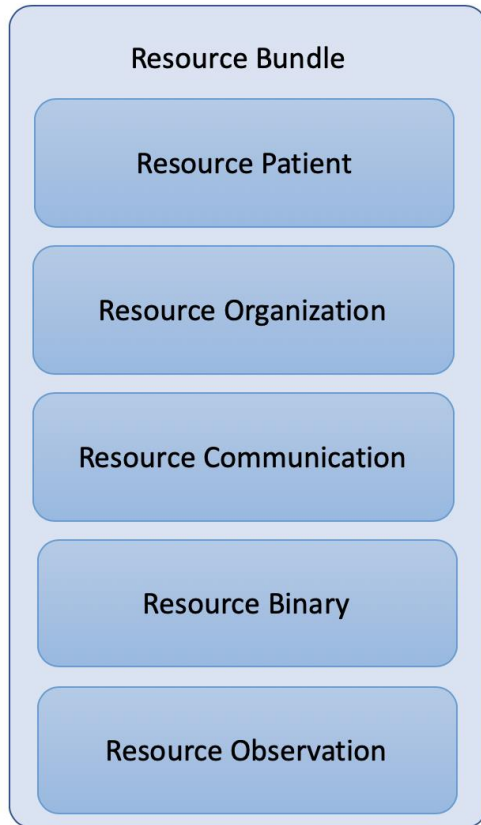 Resource Bundle
Resource Patient
Resource Organization
Resource Communication
Resource Binary
Resource Observation